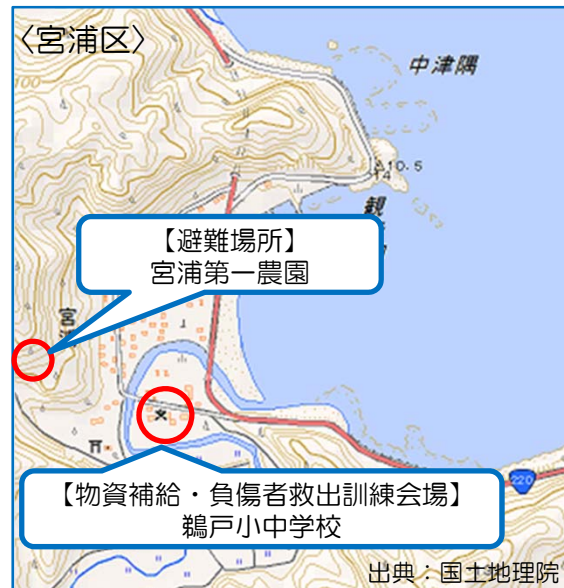 〈宮浦区〉
中津隅
10.5
14
【避難場所】
宮浦第一農園
宮浦
【物資補給・負傷者救出訓練会場】
鵜戸小中学校
220
出典：国土地理院